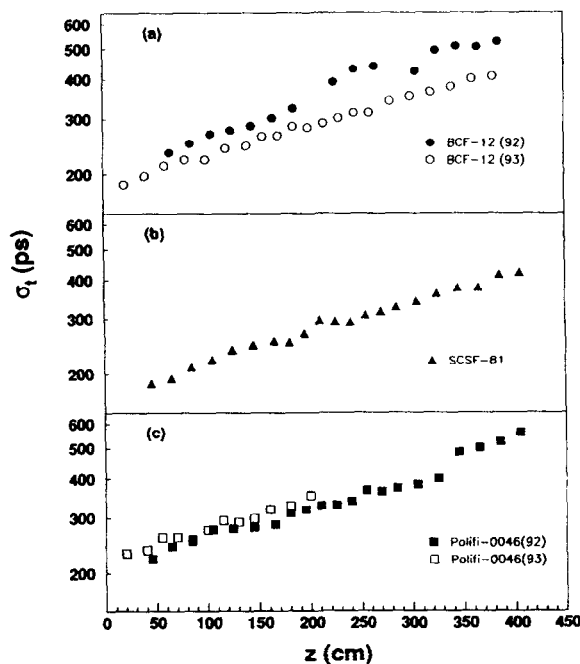 600
(a)
500
400
300
BCF-12 (92)
BCF-12 (93)
200
600
(b)
500
400
σt (ps)
300
SCSF-81
200
600
(c)
500
400
300
Polifi-0046(92)
Polifi-0046(93)
200
0 50 100 150 200 250 300 350 400 450
z (cm)